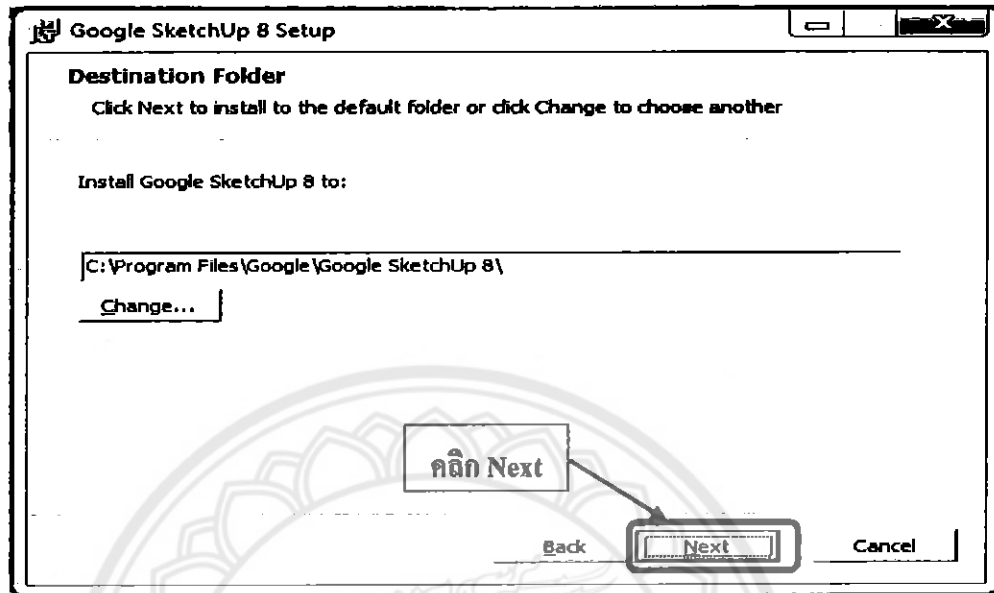 Google SketchUp 8 Setup
Destination Folder
Click Next to install to the default folder or click Change to choose another
Install Google SketchUp 8 to:
C:\Program Files\Google\Google SketchUp 8\
Change...
คลิก Next
Back Next Cancel